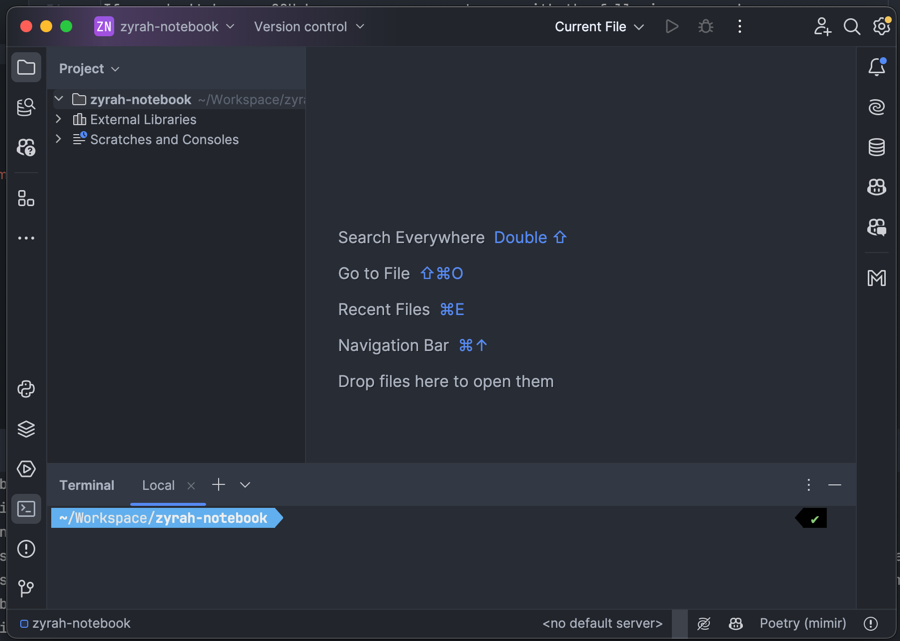 ZN zyrah-notebook Version control Current File
Project
zyrah-notebook ~/Workspace/zyra
External Libraries
Scratches and Consoles
Search Everywhere Double ⇧
Go to File ⇧⌘O
Recent Files ⌘E
Navigation Bar ⌘↑
Drop files here to open them
Terminal Local
~/Workspace/zyrah-notebook ✔
zyrah-notebook <no default server> Poetry (mimir)